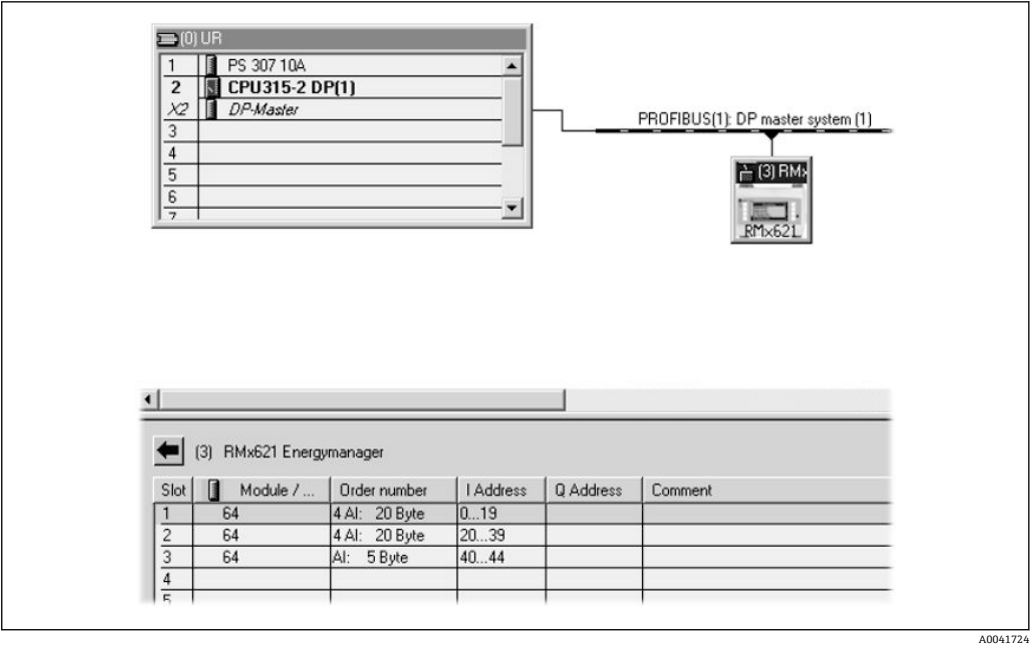 (0) UR
1 PS 307 10A
2 CPU315-2 DP(1)
X2 DP-Master
3
4
5
6
7
PROFIBUS(1): DP master system (1)
(3) RMx
RMx621
(3) RMx621 Energymanager
Slot Module / ... Order number I Address Q Address Comment
1 64 4 AI: 20 Byte 0...19
2 64 4 AI: 20 Byte 20...39
3 64 AI: 5 Byte 40...44
4
5
A0041724